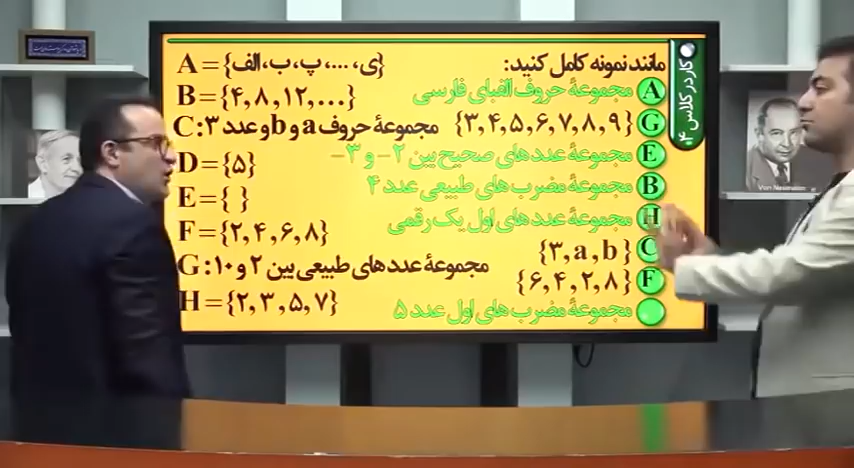 کار در کلاس ۱۴
مانند نمونه کامل کنید:
A مجموعهٔ حروف الفبای فارسی
G {۳,۴,۵,۶,۷,۸,۹}
E مجموعهٔ عددهای صحیح بین ۲- و ۳-
B مجموعهٔ مضرب‌های طبیعی عدد ۴
H مجموعهٔ عددهای اول یک رقمی
C {۳,a,b}
F {۶,۴,۲,۸}
مجموعهٔ مضرب‌های اول عدد ۵
A = {ی،...،پ،ب،الف}
B = {۴,۸,۱۲,...}
C: مجموعهٔ حروف a و b و عدد ۳
D = {۵}
E = { }
F = {۲,۴,۶,۸}
G: مجموعهٔ عددهای طبیعی بین ۲ و ۱۰
H = {۲,۳,۵,۷}
Von Neumann